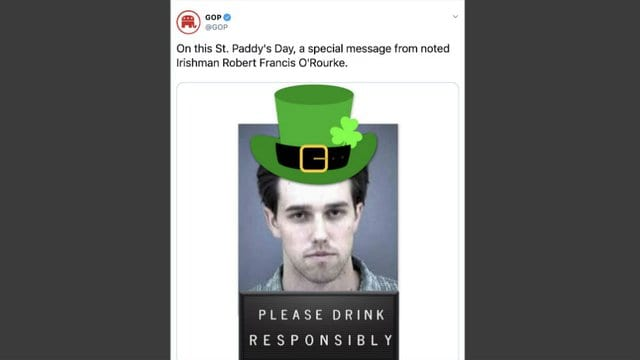 GOP
@GOP
On this St. Paddy's Day, a special message from noted
Irishman Robert Francis O'Rourke.
PLEASE DRINK
RESPONSIBLY